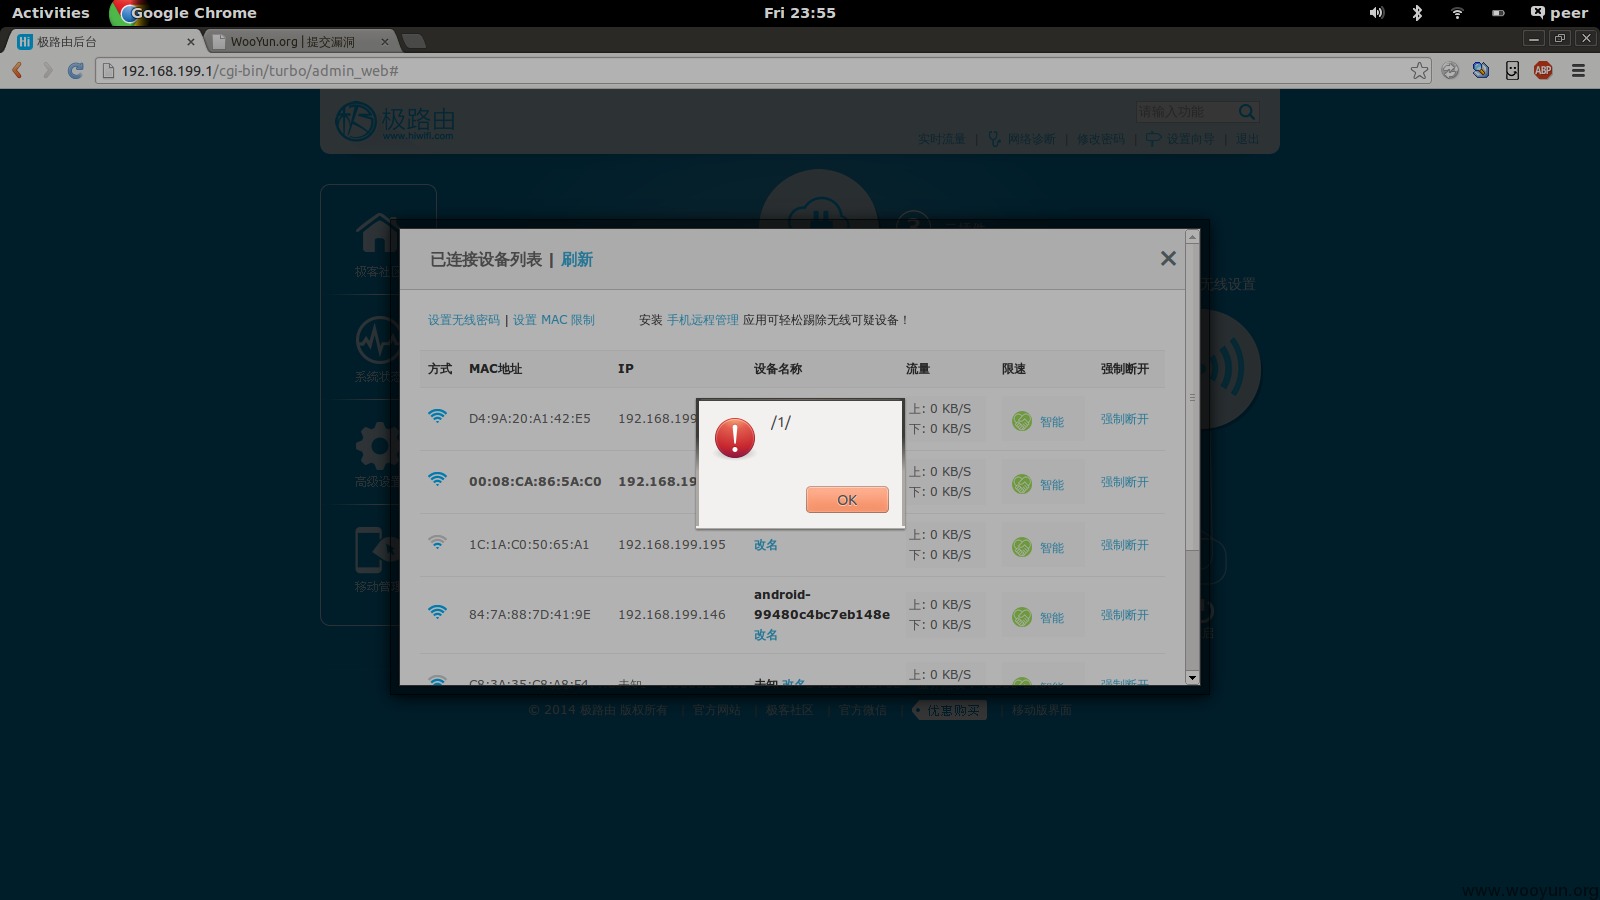 Activities
Google Chrome
Fri 23:55
peer
极路由后台
WooYun.org | 提交漏洞
192.168.199.1/cgi-bin/turbo/admin_web#
ABP
极路由
www.hiwifi.com
请输入功能
实时流量 | 网络诊断 | 修改密码 | 设置向导 | 退出
无线设置
已连接设备列表 | 刷新
设置无线密码 | 设置 MAC 限制 安装 手机远程管理 应用可轻松踢除无线可疑设备！
方式 MAC地址 IP 设备名称 流量 限速 强制断开
D4:9A:20:A1:42:E5 192.168.199 上: 0 KB/S 下: 0 KB/S 智能 强制断开
/1/
OK
00:08:CA:86:5A:C0 192.168.19 上: 0 KB/S 下: 0 KB/S 智能 强制断开
1C:1A:C0:50:65:A1 192.168.199.195 改名 上: 0 KB/S 下: 0 KB/S 智能 强制断开
84:7A:88:7D:41:9E 192.168.199.146 android-99480c4bc7eb148e 改名 上: 0 KB/S 下: 0 KB/S 智能 强制断开
C8:3A:35:C8:A8:F4 未知 未知 改名 上: 0 KB/S 智能 强制断开
极客社
系统状
高级设
移动管
© 2014 极路由 版权所有 | 官方网站 | 极客社区 | 官方微信 | 优惠购买 | 移动版界面
www.wooyun.org